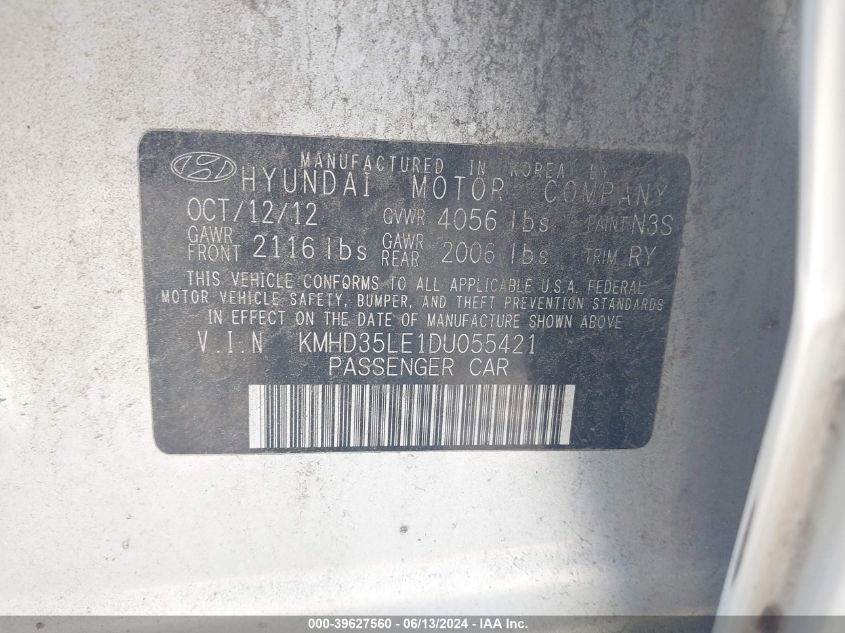 MANUFACTURED IN KOREA BY
HYUNDAI MOTOR COMPANY
OCT/12/12 GVWR 4056 lbs PAINT N3S
GAWR FRONT 2116 lbs GAWR REAR 2006 lbs TRIM RY
THIS VEHICLE CONFORMS TO ALL APPLICABLE U.S.A. FEDERAL
MOTOR VEHICLE SAFETY, BUMPER, AND THEFT PREVENTION STANDARDS
IN EFFECT ON THE DATE OF MANUFACTURE SHOWN ABOVE
V.I.N KMHD35LE1DU055421
PASSENGER CAR
000-39627560 - 06/13/2024 - IAA Inc.